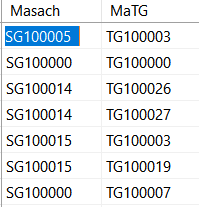 Masach MaTG
SG100005 TG100003
SG100000 TG100000
SG100014 TG100026
SG100014 TG100027
SG100015 TG100003
SG100015 TG100019
SG100000 TG100007